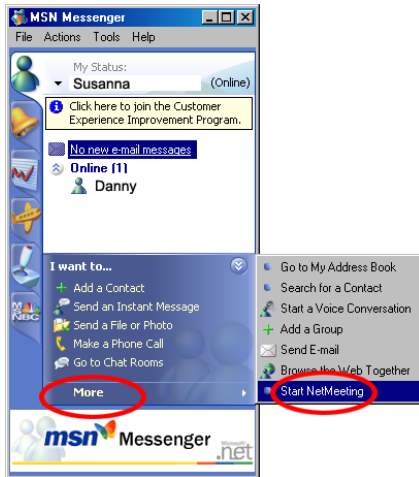 MSN Messenger
File Actions Tools Help
My Status:
Susanna (Online)
Click here to join the Customer
Experience Improvement Program.
No new e-mail messages
Online (1)
Danny
I want to...
Add a Contact
Send an Instant Message
Send a File or Photo
Make a Phone Call
Go to Chat Rooms
More
Go to My Address Book
Search for a Contact
Start a Voice Conversation
Add a Group
Send E-mail
Browse the Web Together
Start NetMeeting
MSNBC
msn Messenger
Microsoft
.net